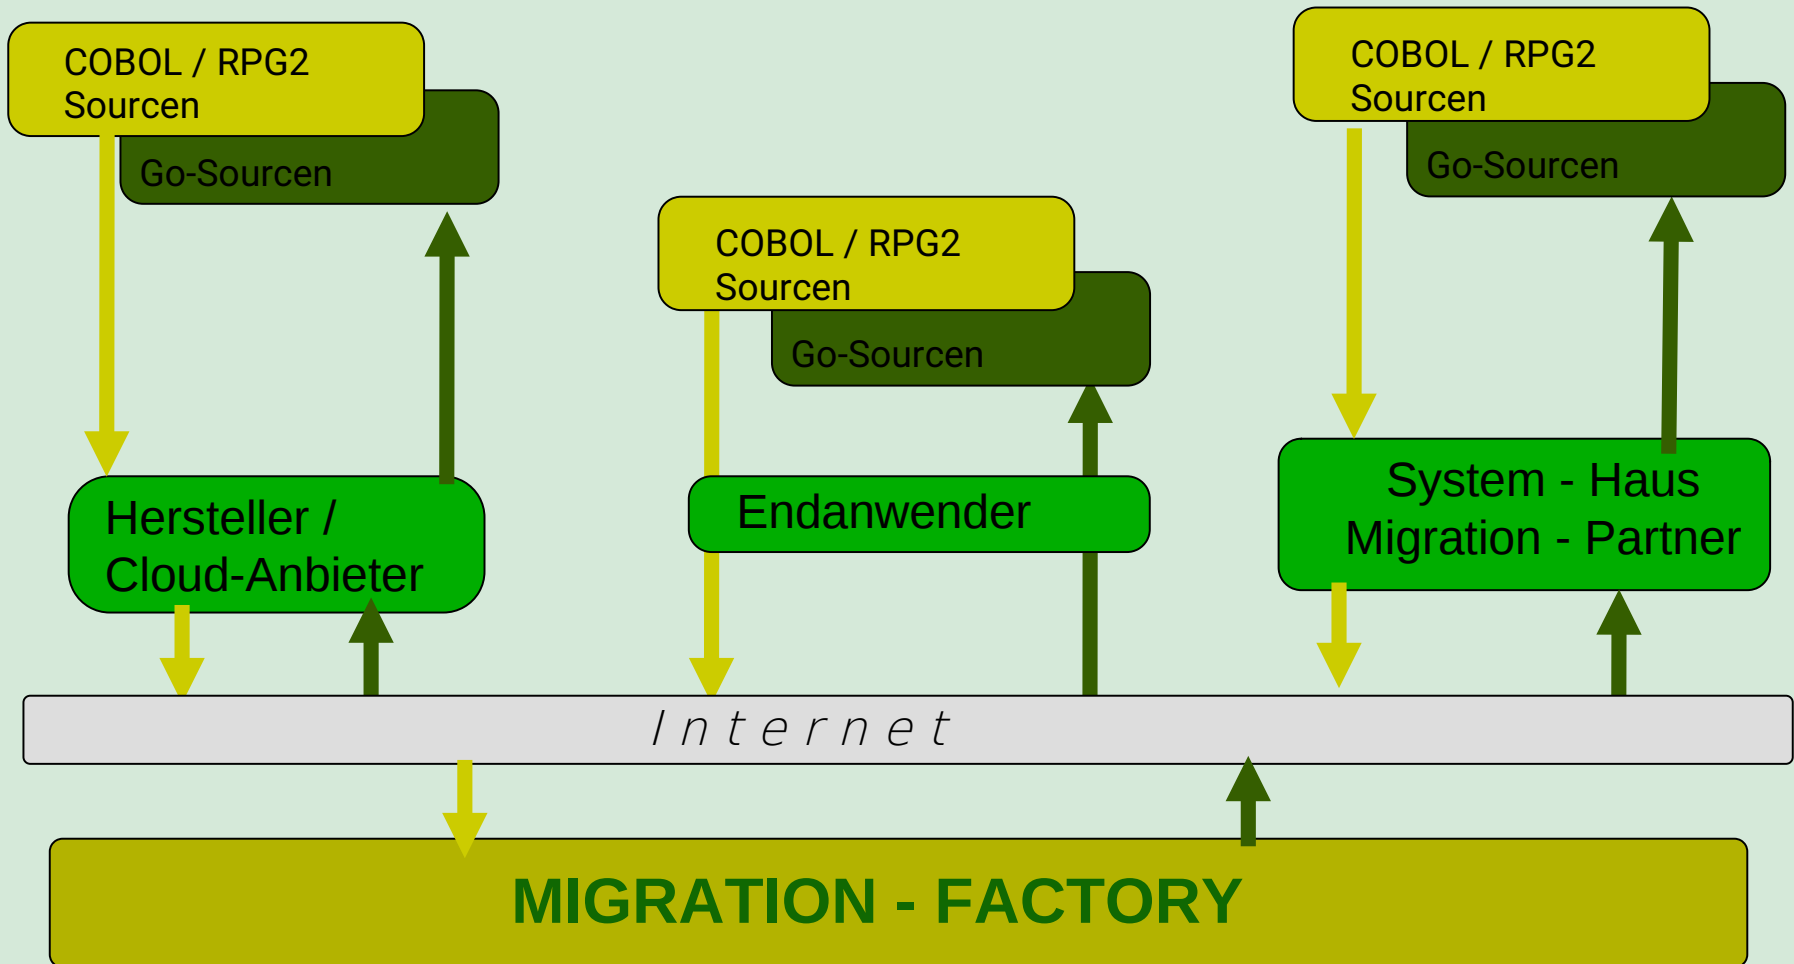 COBOL / RPG2
Sourcen
Go-Sourcen
COBOL / RPG2
Sourcen
Go-Sourcen
COBOL / RPG2
Sourcen
Go-Sourcen
Hersteller /
Cloud-Anbieter
Endanwender
System - Haus
Migration - Partner
Internet
MIGRATION - FACTORY